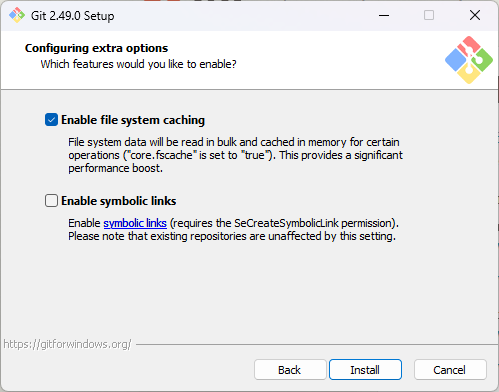 Git 2.49.0 Setup
Configuring extra options
Which features would you like to enable?
Enable file system caching
File system data will be read in bulk and cached in memory for certain
operations ("core.fscache" is set to "true"). This provides a significant
performance boost.
Enable symbolic links
Enable symbolic links (requires the SeCreateSymbolicLink permission).
Please note that existing repositories are unaffected by this setting.
https://gitforwindows.org/
Back Install Cancel